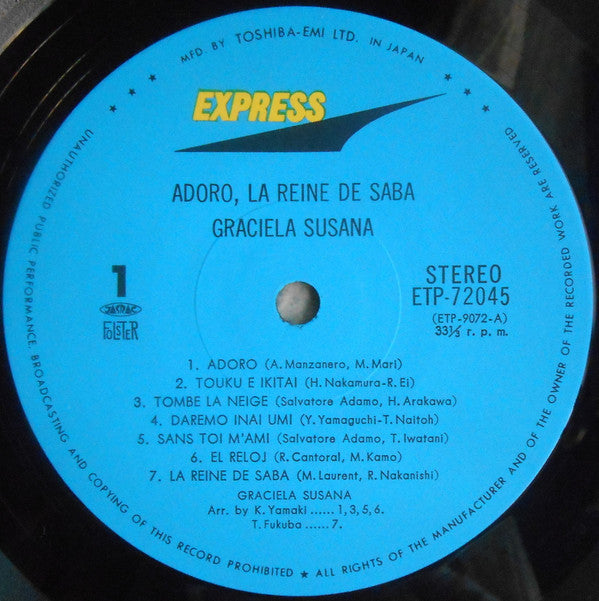 MFD. BY TOSHIBA-EMI LTD. IN JAPAN
EXPRESS
ADORO, LA REINE DE SABA
GRACIELA SUSANA
1
JASRAC
FOLSTER
STEREO
ETP-72045
(ETP-9072-A)
33⅓ r. p. m.
1. ADORO (A. Manzanero, M. Mari)
2. TOUKU E IKITAI (H. Nakamura-R. Ei)
3. TOMBE LA NEIGE (Salvatore Adamo, H. Arakawa)
4. DAREMO INAI UMI (Y. Yamaguchi-T. Naitoh)
5. SANS TOI M'AMI (Salvatore Adamo, T. Iwatani)
6. EL RELOJ (R. Cantoral, M. Kamo)
7. LA REINE DE SABA (M. Laurent, R. Nakanishi)
GRACIELA SUSANA
Arr. by K. Yamaki ...... 1, 3, 5, 6.
T. Fukuba ...... 7.
UNAUTHORIZED PUBLIC PERFORMANCE, BROADCASTING AND COPYING OF THIS RECORD PROHIBITED ★ ALL RIGHTS OF THE MANUFACTURER AND OF THE OWNER OF THE RECORDED WORK ARE RESERVED